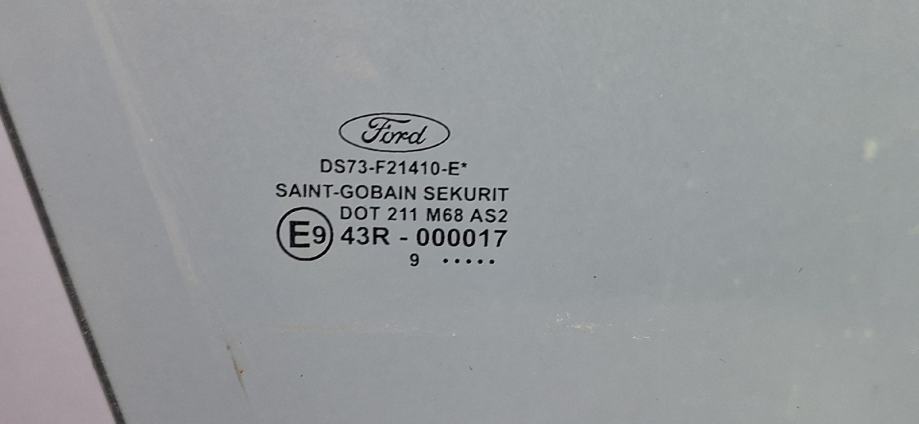 Ford
DS73-F21410-E*
SAINT-GOBAIN SEKURIT
DOT 211 M68 AS2
E9 43R - 000017
9 •••••